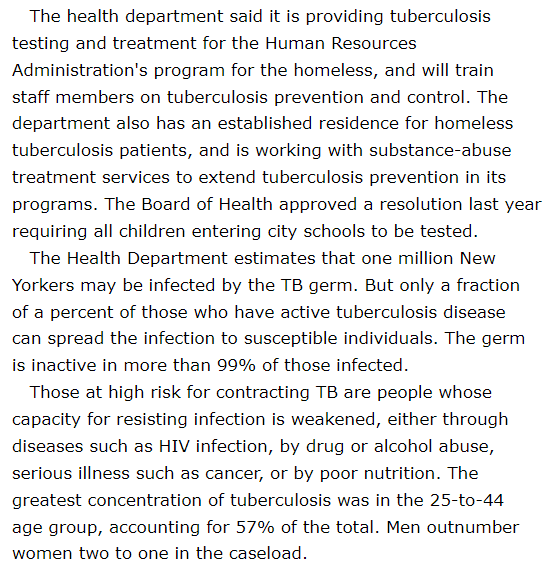 The health department said it is providing tuberculosis
testing and treatment for the Human Resources
Administration's program for the homeless, and will train
staff members on tuberculosis prevention and control. The
department also has an established residence for homeless
tuberculosis patients, and is working with substance-abuse
treatment services to extend tuberculosis prevention in its
programs. The Board of Health approved a resolution last year
requiring all children entering city schools to be tested.
The Health Department estimates that one million New
Yorkers may be infected by the TB germ. But only a fraction
of a percent of those who have active tuberculosis disease
can spread the infection to susceptible individuals. The germ
is inactive in more than 99% of those infected.
Those at high risk for contracting TB are people whose
capacity for resisting infection is weakened, either through
diseases such as HIV infection, by drug or alcohol abuse,
serious illness such as cancer, or by poor nutrition. The
greatest concentration of tuberculosis was in the 25-to-44
age group, accounting for 57% of the total. Men outnumber
women two to one in the caseload.